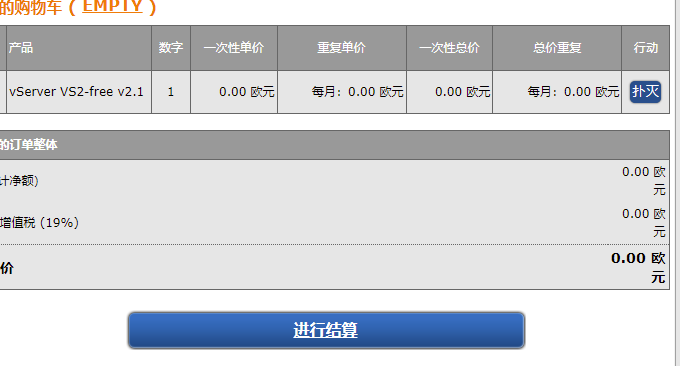 的购物车 ( EMPTY )
产品 数字 一次性单价 重复单价 一次性总价 总价重复 行动
vServer VS2-free v2.1 1 0.00 欧元 每月：0.00 欧元 0.00 欧元 每月：0.00 欧元 扑灭
的订单整体
计净额) 0.00 欧
元
增值税 (19%) 0.00 欧
元
价 0.00 欧
元
进行结算